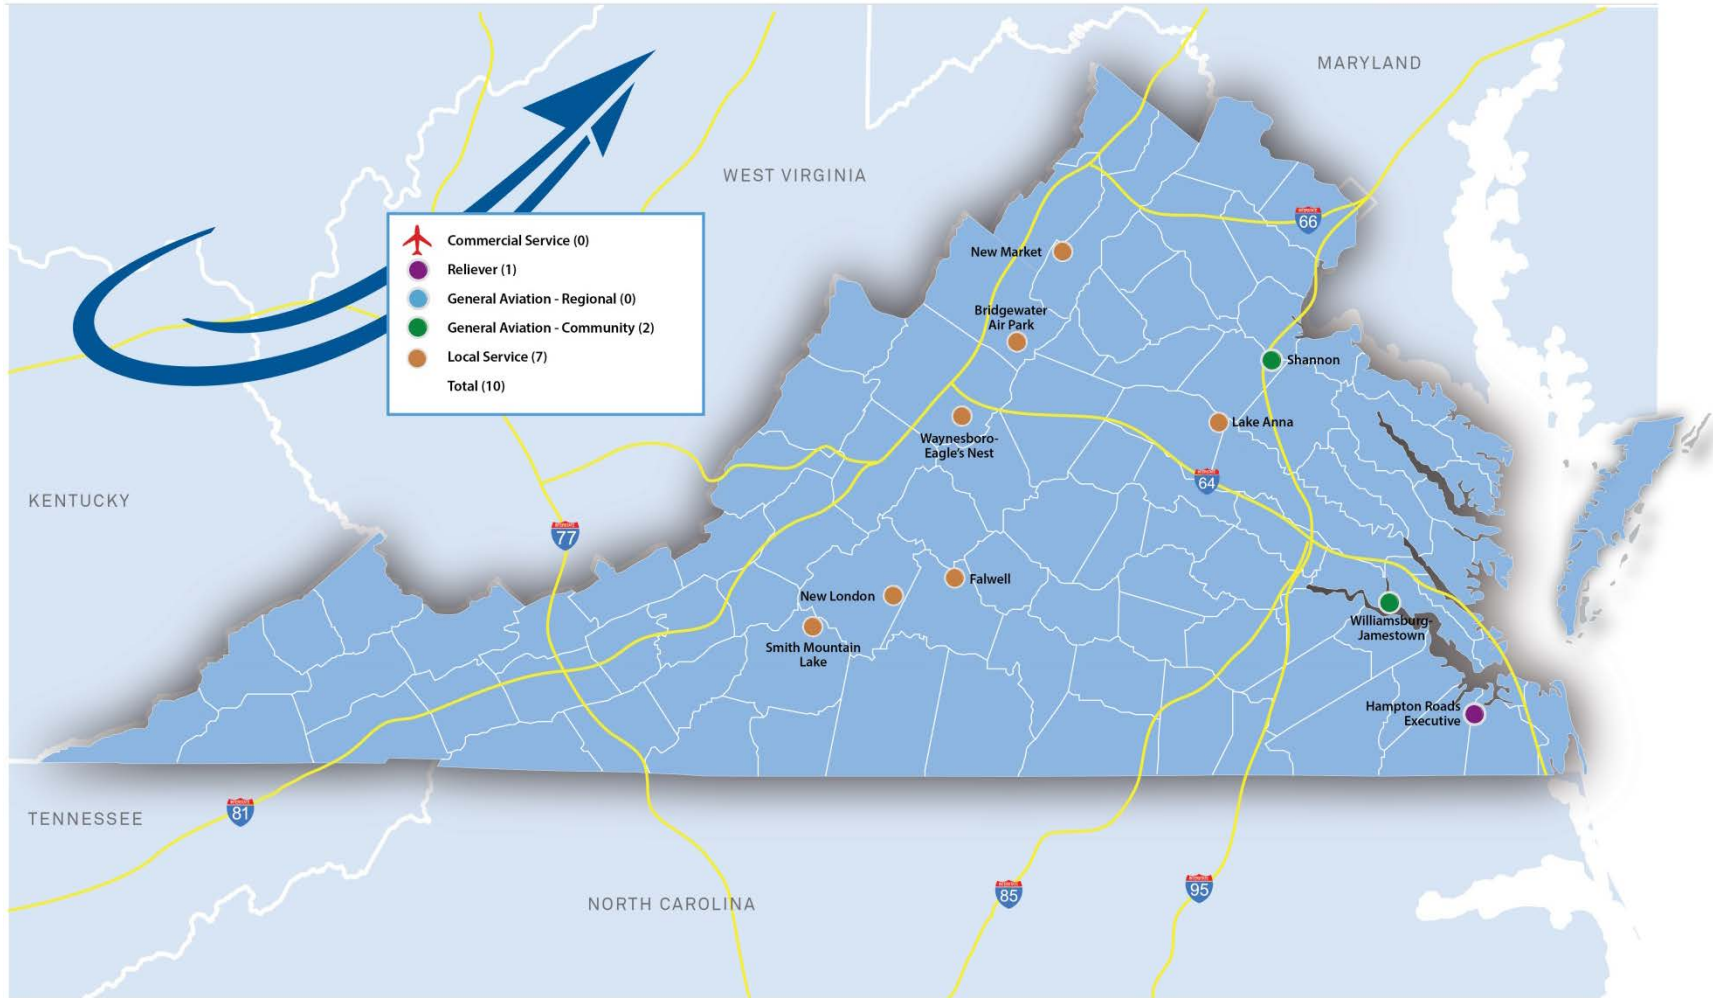 MARYLAND
WEST VIRGINIA
66
Commercial Service (0)
Reliever (1)
General Aviation - Regional (0)
General Aviation - Community (2)
Local Service (7)
Total (10)
New Market
Bridgewater
Air Park
Shannon
Lake Anna
Waynesboro-
Eagle's Nest
64
KENTUCKY
77
Falwell
New London
Smith Mountain
Lake
Williamsburg-
Jamestown
Hampton Roads
Executive
81
TENNESSEE
85
95
NORTH CAROLINA